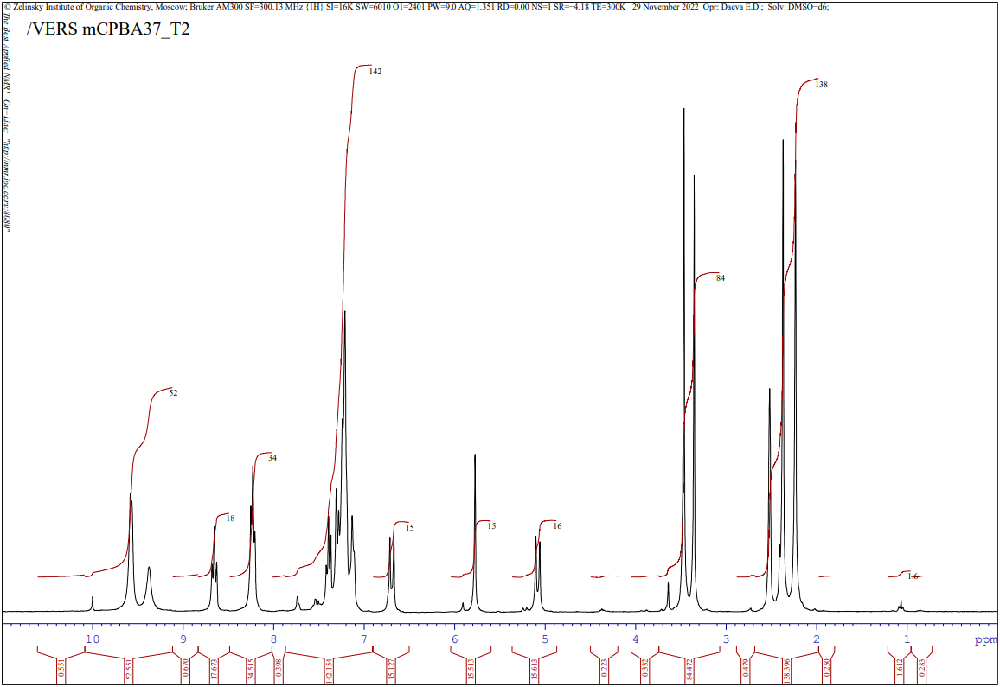 © Zelinsky Institute of Organic Chemistry, Moscow; Bruker AM300 SF=300.13 MHz {1H} SI=16K SW=6010 O1=2401 PW=9.0 AQ=1.351 RD=0.00 NS=1 SR=-4.18 TE=300K 29 November 2022 Opr: Daeva E.D.; Solv: DMSO-d6;
The Best Applied NMR! On-Line: "http://nmr.ioc.ac.ru:8080"
/VERS mCPBA37_T2
142
138
84
52
34
18
15
15
16
1.6
10 9 8 7 6 5 4 3 2 1 ppm
0.551 52.551 0.670 17.673 34.515 0.398 142.154 15.127 15.513 15.613 0.223 0.332 84.472 0.479 138.396 0.250 1.612 0.283